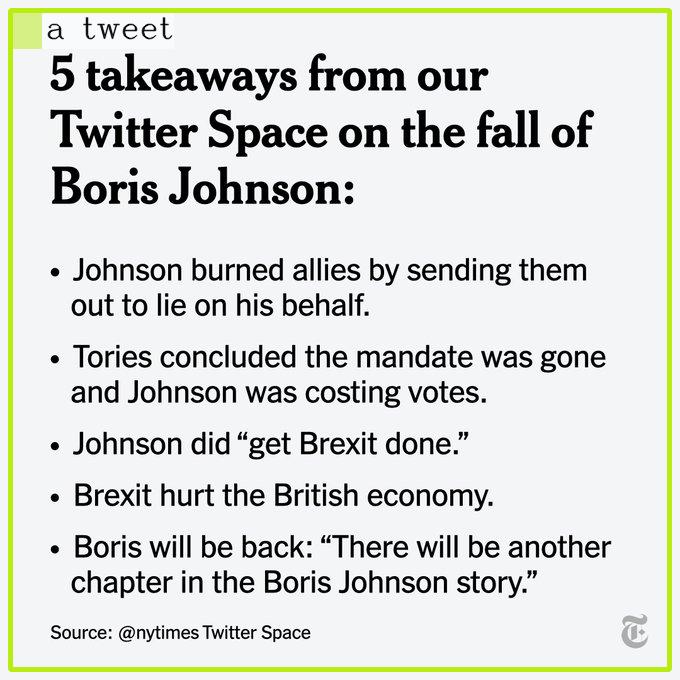 a tweet
5 takeaways from our
Twitter Space on the fall of
Boris Johnson:
• Johnson burned allies by sending them
out to lie on his behalf.
• Tories concluded the mandate was gone
and Johnson was costing votes.
• Johnson did “get Brexit done.”
• Brexit hurt the British economy.
• Boris will be back: “There will be another
chapter in the Boris Johnson story.”
Source: @nytimes Twitter Space
T